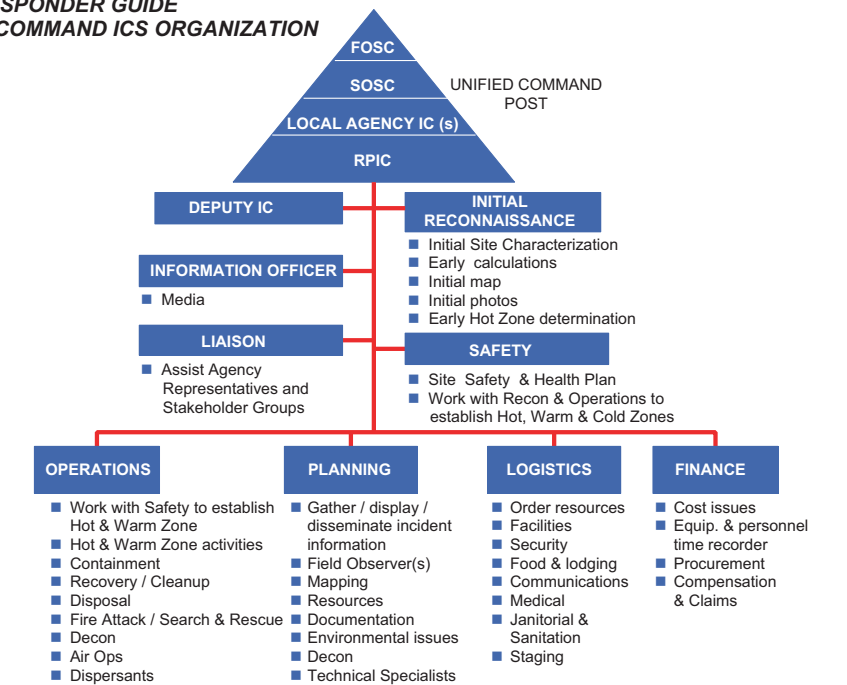 SPONDER GUIDE
COMMAND ICS ORGANIZATION
FOSC
SOSC
LOCAL AGENCY IC (s)
RPIC
UNIFIED COMMAND
POST
DEPUTY IC
INITIAL
RECONNAISSANCE
Initial Site Characterization
Early calculations
Initial map
Initial photos
Early Hot Zone determination
INFORMATION OFFICER
Media
LIAISON
Assist Agency
Representatives and
Stakeholder Groups
SAFETY
Site Safety & Health Plan
Work with Recon & Operations to
establish Hot, Warm & Cold Zones
OPERATIONS
Work with Safety to establish
Hot & Warm Zone
Hot & Warm Zone activities
Containment
Recovery / Cleanup
Disposal
Fire Attack / Search & Rescue
Decon
Air Ops
Dispersants
PLANNING
Gather / display /
disseminate incident
information
Field Observer(s)
Mapping
Resources
Documentation
Environmental issues
Decon
Technical Specialists
LOGISTICS
Order resources
Facilities
Security
Food & lodging
Communications
Medical
Janitorial &
Sanitation
Staging
FINANCE
Cost issues
Equip. & personnel
time recorder
Procurement
Compensation
& Claims